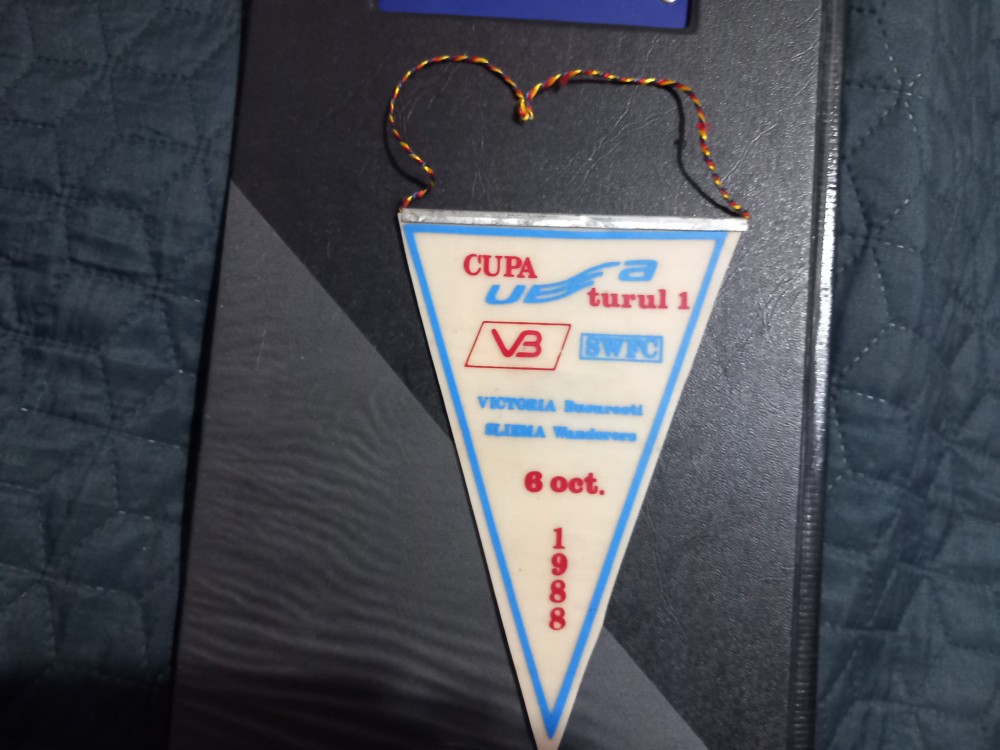 CUPA
UEFa
turul 1
VB SWFC
VICTORIA Bucuresti
SLIEMA Wanderers
6 oct.
1
9
8
8